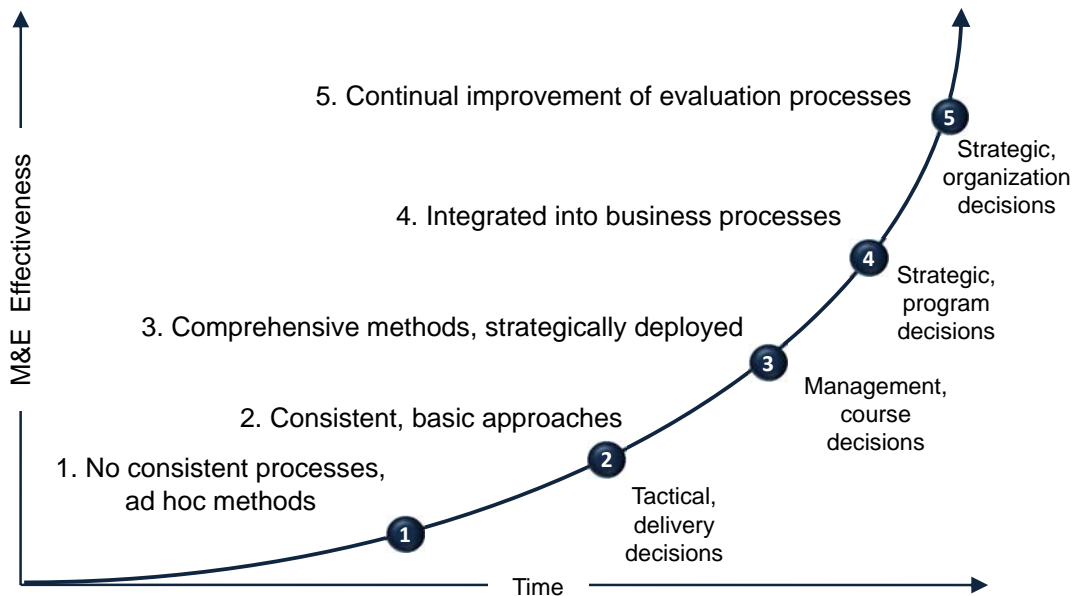 5. Continual improvement of evaluation processes
5
Strategic,
organization
decisions
4. Integrated into business processes
4
Strategic,
program
decisions
3. Comprehensive methods, strategically deployed
3
Management,
course
decisions
2. Consistent, basic approaches
2
Tactical,
delivery
decisions
1. No consistent processes,
ad hoc methods
1
M&E Effectiveness
Time